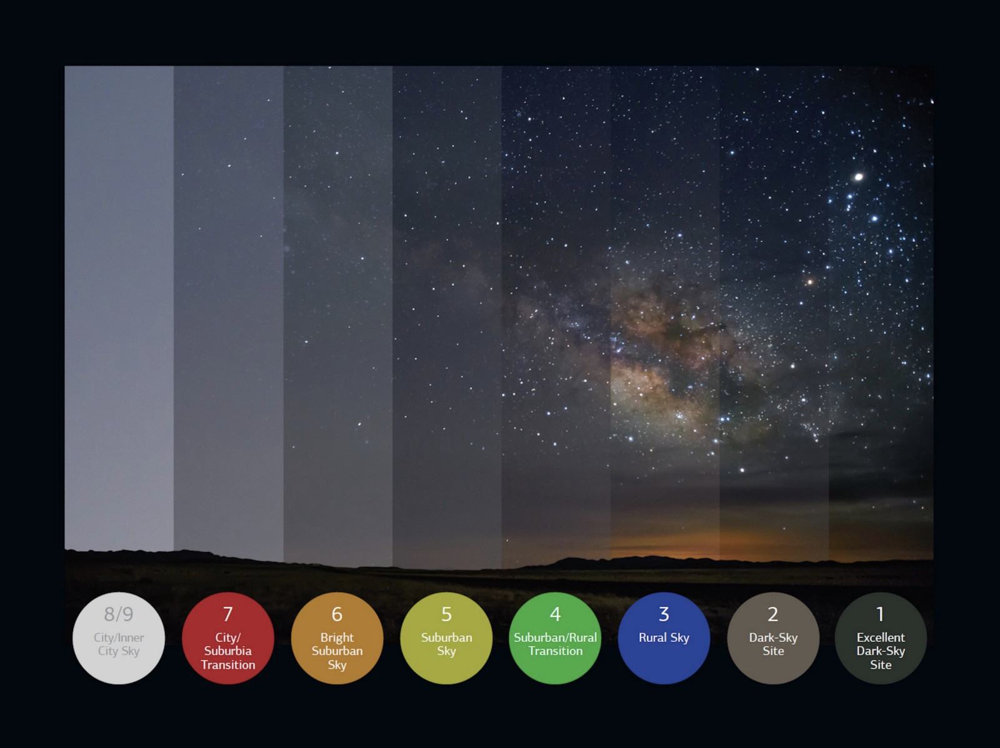 8/9
City/Inner
City Sky
7
City/
Suburbia
Transition
6
Bright
Suburban
Sky
5
Suburban
Sky
4
Suburban/Rural
Transition
3
Rural Sky
2
Dark-Sky
Site
1
Excellent
Dark-Sky
Site